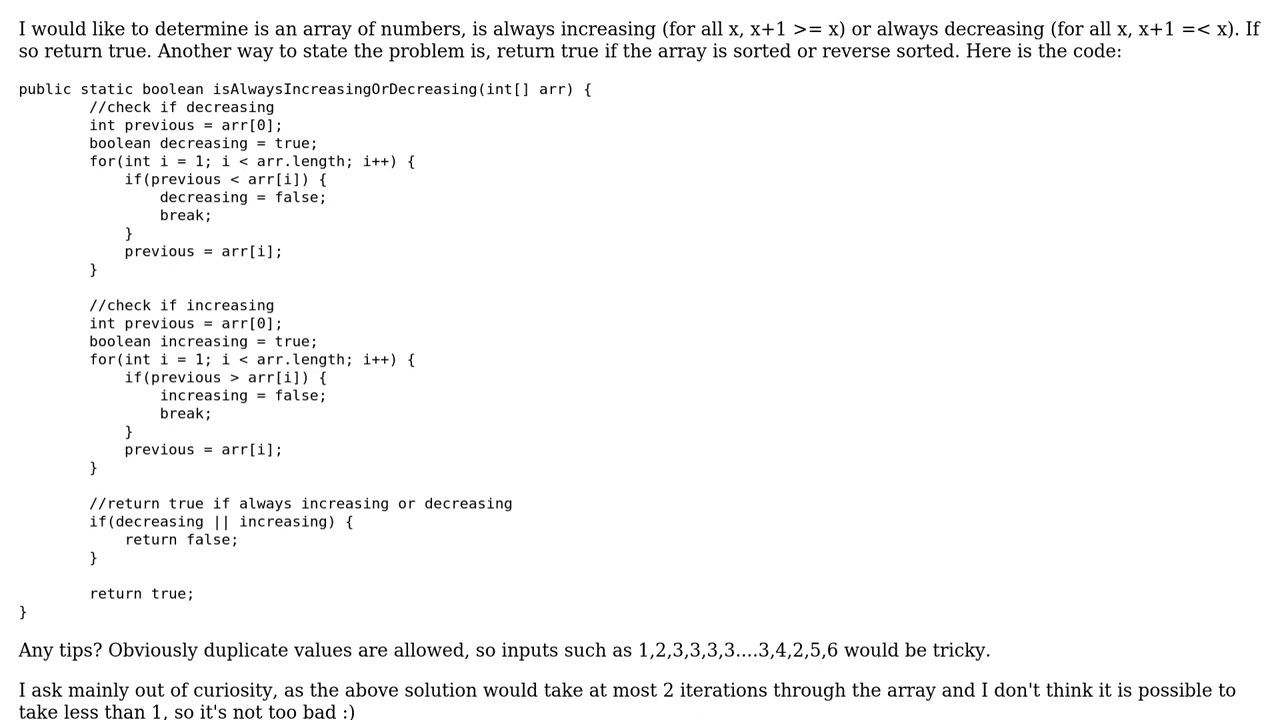 I would like to determine is an array of numbers, is always increasing (for all x, x+1 >= x) or always decreasing (for all x, x+1 =< x). If
so return true. Another way to state the problem is, return true if the array is sorted or reverse sorted. Here is the code:
public static boolean isAlwaysIncreasingOrDecreasing(int[] arr) {
        //check if decreasing
        int previous = arr[0];
        boolean decreasing = true;
        for(int i = 1; i < arr.length; i++) {
            if(previous < arr[i]) {
                decreasing = false;
                break;
            }
            previous = arr[i];
        }

        //check if increasing
        int previous = arr[0];
        boolean increasing = true;
        for(int i = 1; i < arr.length; i++) {
            if(previous > arr[i]) {
                increasing = false;
                break;
            }
            previous = arr[i];
        }

        //return true if always increasing or decreasing
        if(decreasing || increasing) {
            return false;
        }

        return true;
}
Any tips? Obviously duplicate values are allowed, so inputs such as 1,2,3,3,3,3....3,4,2,5,6 would be tricky.
I ask mainly out of curiosity, as the above solution would take at most 2 iterations through the array and I don't think it is possible to
take less than 1, so it's not too bad :)